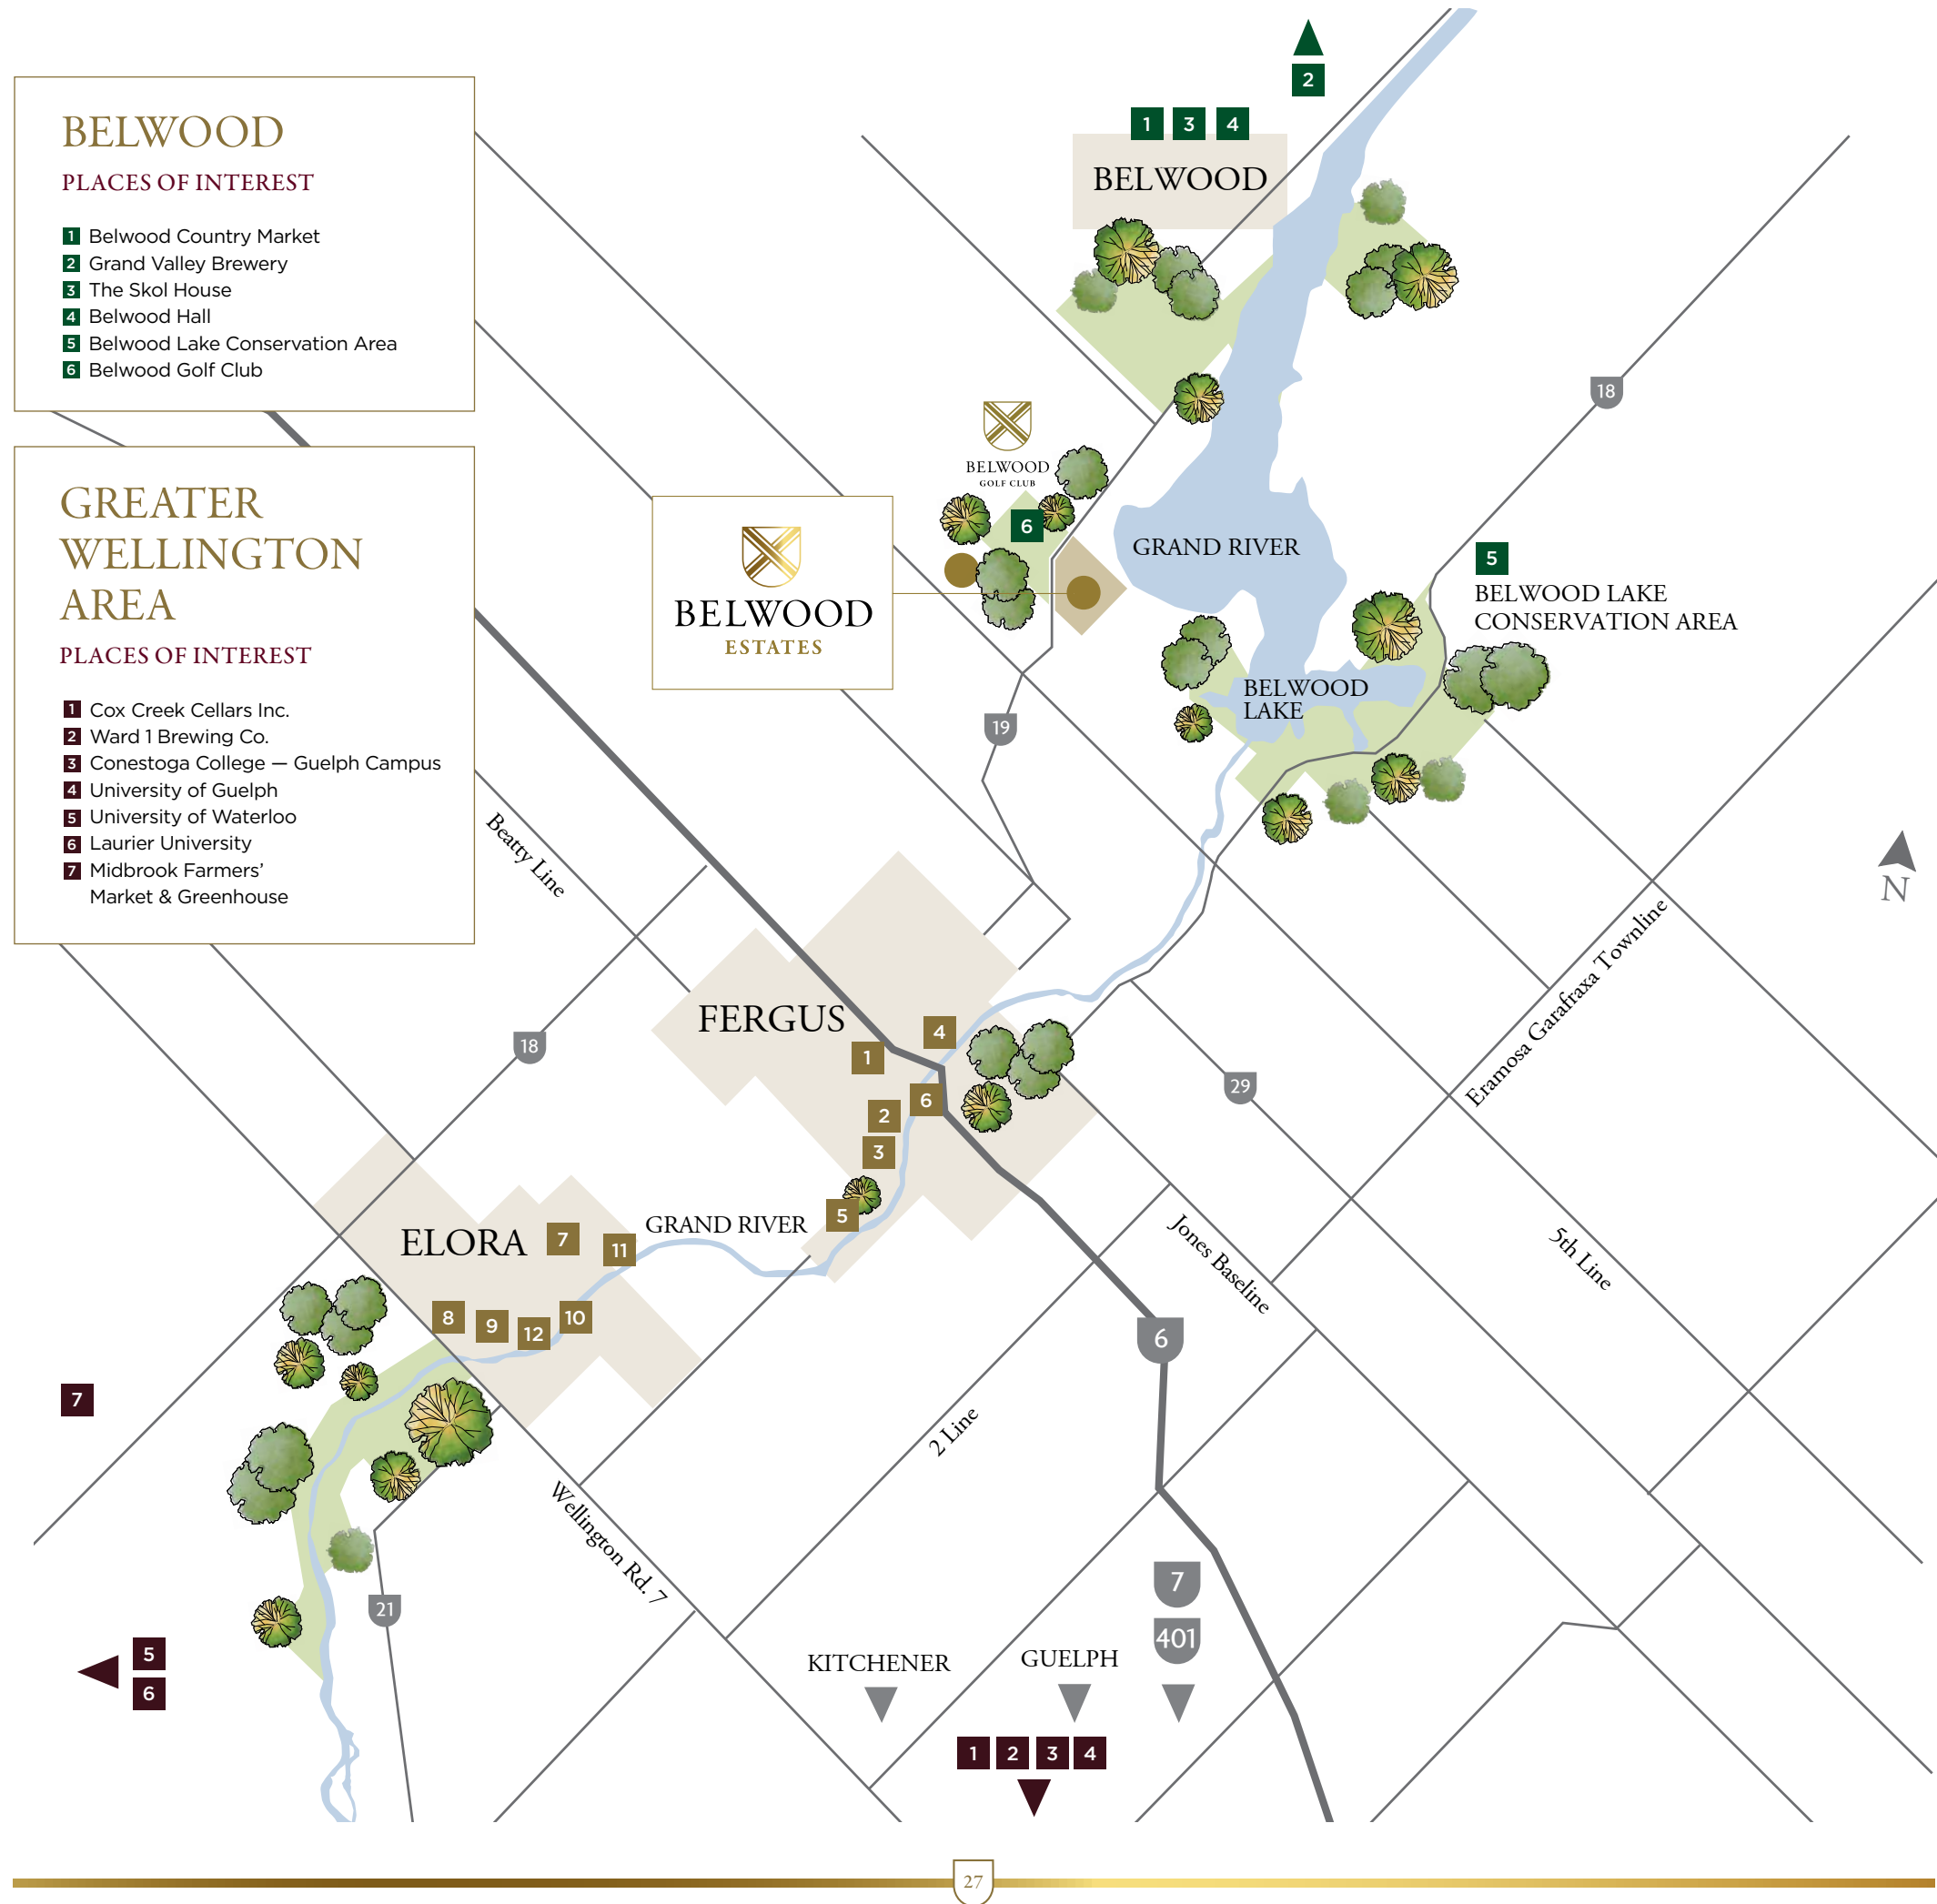 BELWOOD
PLACES OF INTEREST
1 Belwood Country Market
2 Grand Valley Brewery
3 The Skol House
4 Belwood Hall
5 Belwood Lake Conservation Area
6 Belwood Golf Club
GREATER
WELLINGTON
AREA
PLACES OF INTEREST
1 Cox Creek Cellars Inc.
2 Ward 1 Brewing Co.
3 Conestoga College — Guelph Campus
4 University of Guelph
5 University of Waterloo
6 Laurier University
7 Midbrook Farmers’
Market & Greenhouse
2
1 3 4
BELWOOD
18
BELWOOD
GOLF CLUB
6
BELWOOD
ESTATES
GRAND RIVER
5
BELWOOD LAKE
CONSERVATION AREA
BELWOOD
LAKE
19
Beatty Line
N
Eramosa Garafraxa Townline
FERGUS
4
1
18
6
2
3
29
5
GRAND RIVER
ELORA
7
11
8
9
12
10
Jones Baseline
5th Line
6
7
2 Line
Wellington Rd. 7
21
7
401
5
6
KITCHENER
GUELPH
1 2 3 4
27